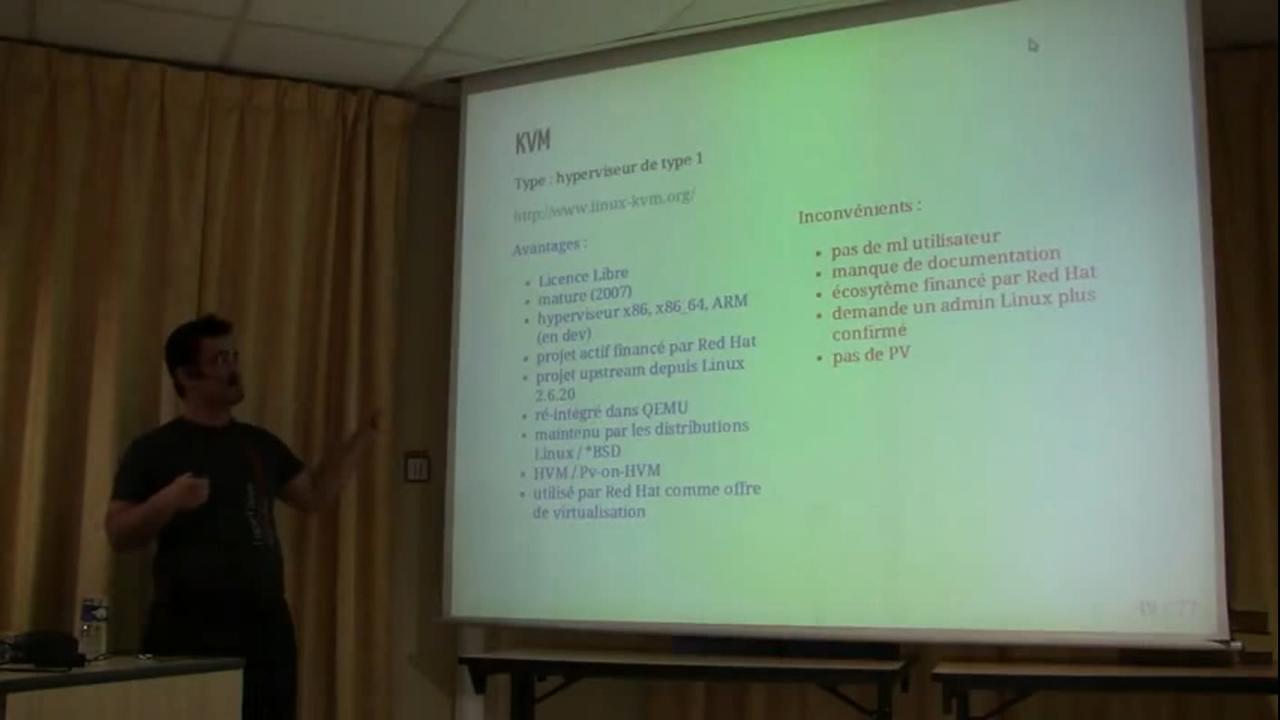 KVM
Type : hyperviseur de type 1
http://www.linux-kvm.org/
Avantages :
• Licence Libre
• mature (2007)
• hyperviseur x86, x86_64, ARM
(en dev)
• projet actif financé par Red Hat
• projet upstream depuis Linux
2.6.20
• ré-intégré dans QEMU
• maintenu par les distributions
Linux / *BSD
• HVM / Pv-on-HVM
• utilisé par Red Hat comme offre
de virtualisation
Inconvénients :
• pas de ml utilisateur
• manque de documentation
• écosytème financé par Red Hat
• demande un admin Linux plus
confirmé
• pas de PV
49 / 77